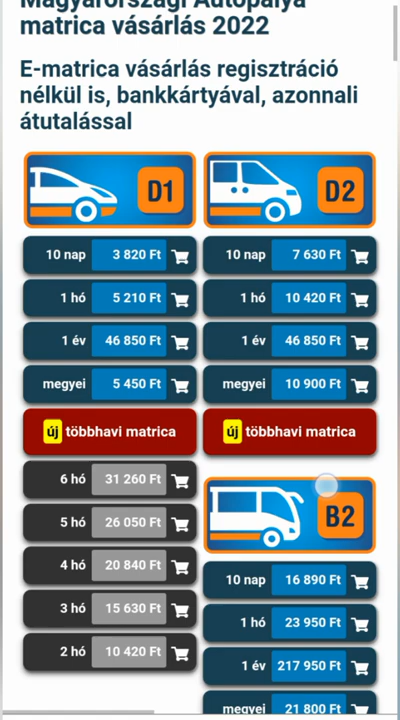 Magyarországi Autópálya
matrica vásárlás 2022
E-matrica vásárlás regisztráció
nélkül is, bankkártyával, azonnali
átutalással
D1
10 nap 3 820 Ft
1 hó 5 210 Ft
1 év 46 850 Ft
megyei 5 450 Ft
új többhavi matrica
6 hó 31 260 Ft
5 hó 26 050 Ft
4 hó 20 840 Ft
3 hó 15 630 Ft
2 hó 10 420 Ft
D2
10 nap 7 630 Ft
1 hó 10 420 Ft
1 év 46 850 Ft
megyei 10 900 Ft
új többhavi matrica
B2
10 nap 16 890 Ft
1 hó 23 950 Ft
1 év 217 950 Ft
megyei 21 800 Ft